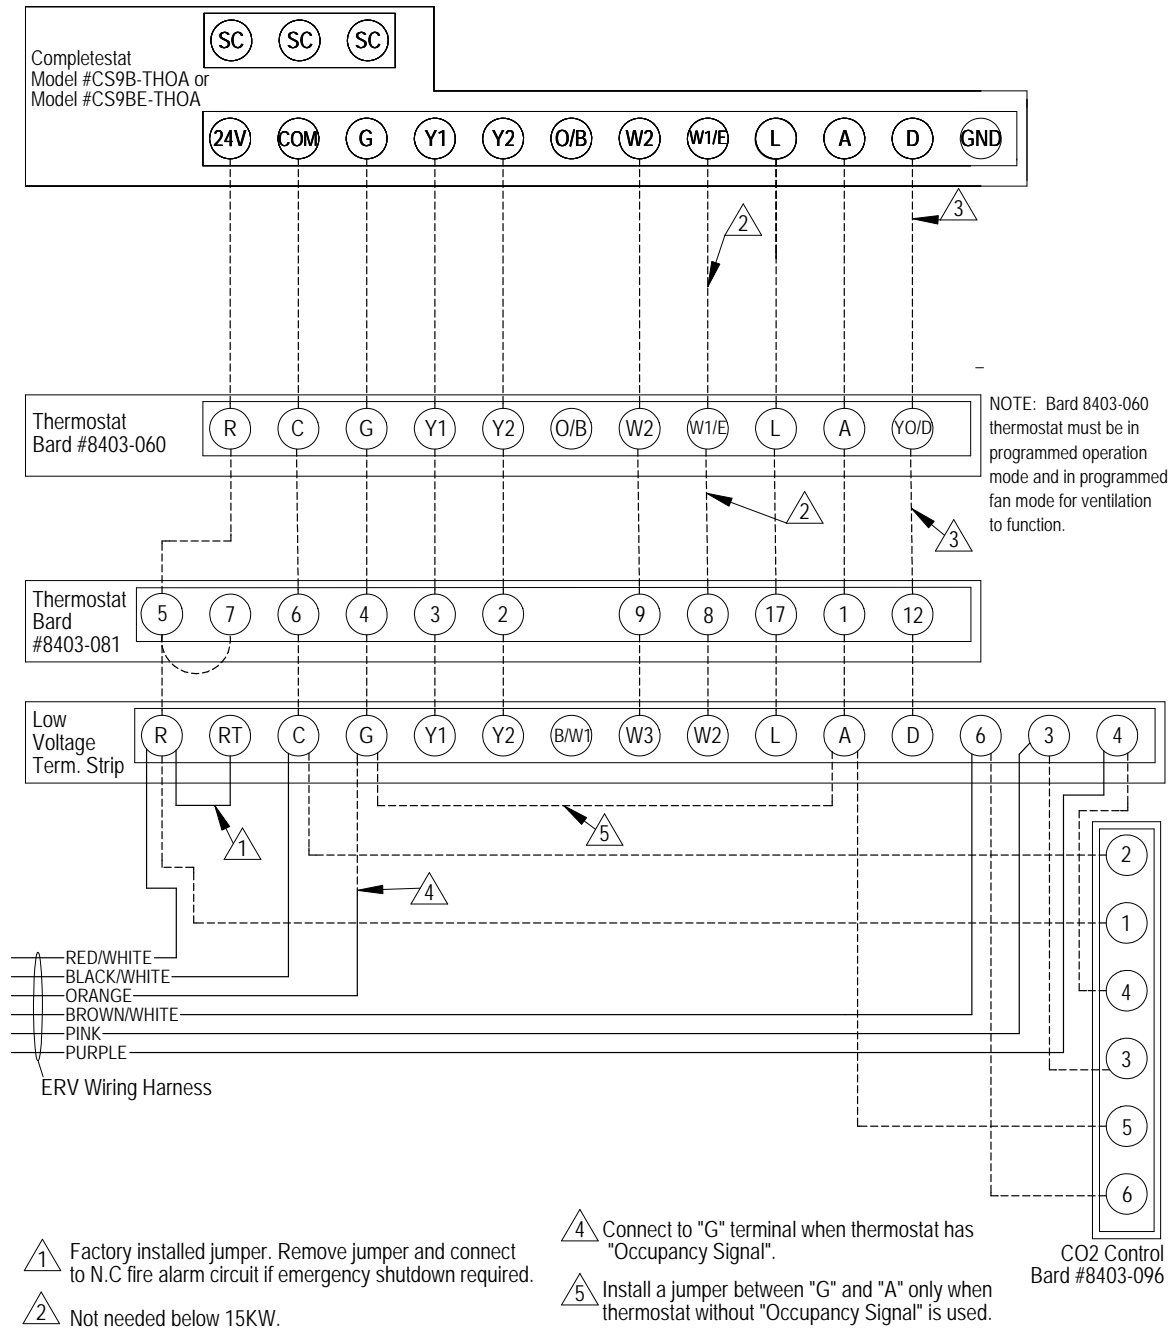 SC SC SC
Completestat
Model #CS9B-THOA or
Model #CS9BE-THOA
24V COM G Y1 Y2 O/B W2 W1/E L A D GND
3
2
NOTE: Bard 8403-060
thermostat must be in
programmed operation
mode and in programmed
fan mode for ventilation
to function.
Thermostat
Bard #8403-060
R C G Y1 Y2 O/B W2 W1/E L A YO/D
2
3
Thermostat
Bard
#8403-081
5 7 6 4 3 2 9 8 17 1 12
Low
Voltage
Term. Strip
R RT C G Y1 Y2 B/W1 W3 W2 L A D 6 3 4
1
5
4
2
1
4
3
5
6
RED/WHITE
BLACK/WHITE
ORANGE
BROWN/WHITE
PINK
PURPLE
ERV Wiring Harness
CO2 Control
Bard #8403-096
1 Factory installed jumper. Remove jumper and connect
to N.C fire alarm circuit if emergency shutdown required.
2 Not needed below 15KW.
4 Connect to "G" terminal when thermostat has
"Occupancy Signal".
5 Install a jumper between "G" and "A" only when
thermostat without "Occupancy Signal" is used.